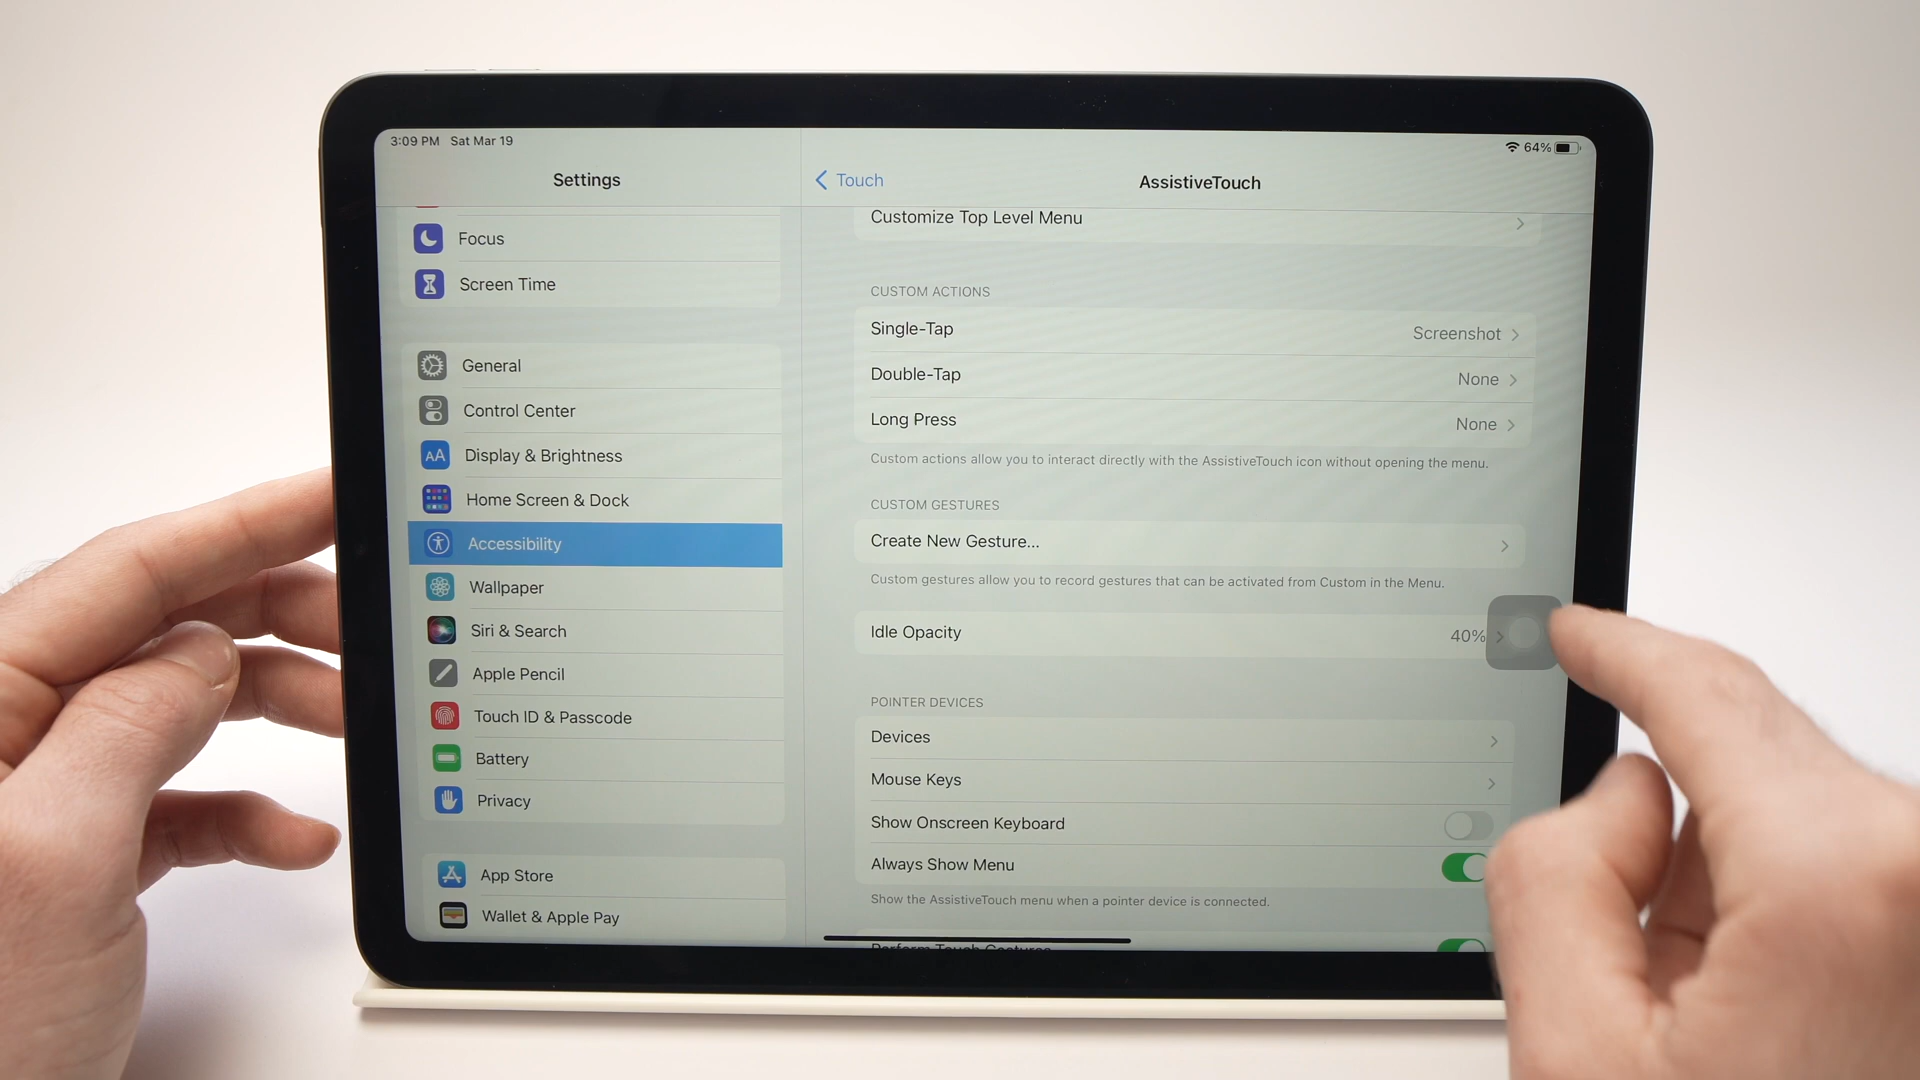 3:09 PM Sat Mar 19
64%
Settings
Focus
Screen Time
General
Control Center
AA
Display & Brightness
Home Screen & Dock
Accessibility
Wallpaper
Siri & Search
Apple Pencil
Touch ID & Passcode
Battery
Privacy
App Store
Wallet & Apple Pay
Touch
AssistiveTouch
Customize Top Level Menu
CUSTOM ACTIONS
Single-Tap Screenshot
Double-Tap None
Long Press None
Custom actions allow you to interact directly with the AssistiveTouch icon without opening the menu.
CUSTOM GESTURES
Create New Gesture...
Custom gestures allow you to record gestures that can be activated from Custom in the Menu.
Idle Opacity 40%
POINTER DEVICES
Devices
Mouse Keys
Show Onscreen Keyboard
Always Show Menu
Show the AssistiveTouch menu when a pointer device is connected.
Perform Touch Gestures